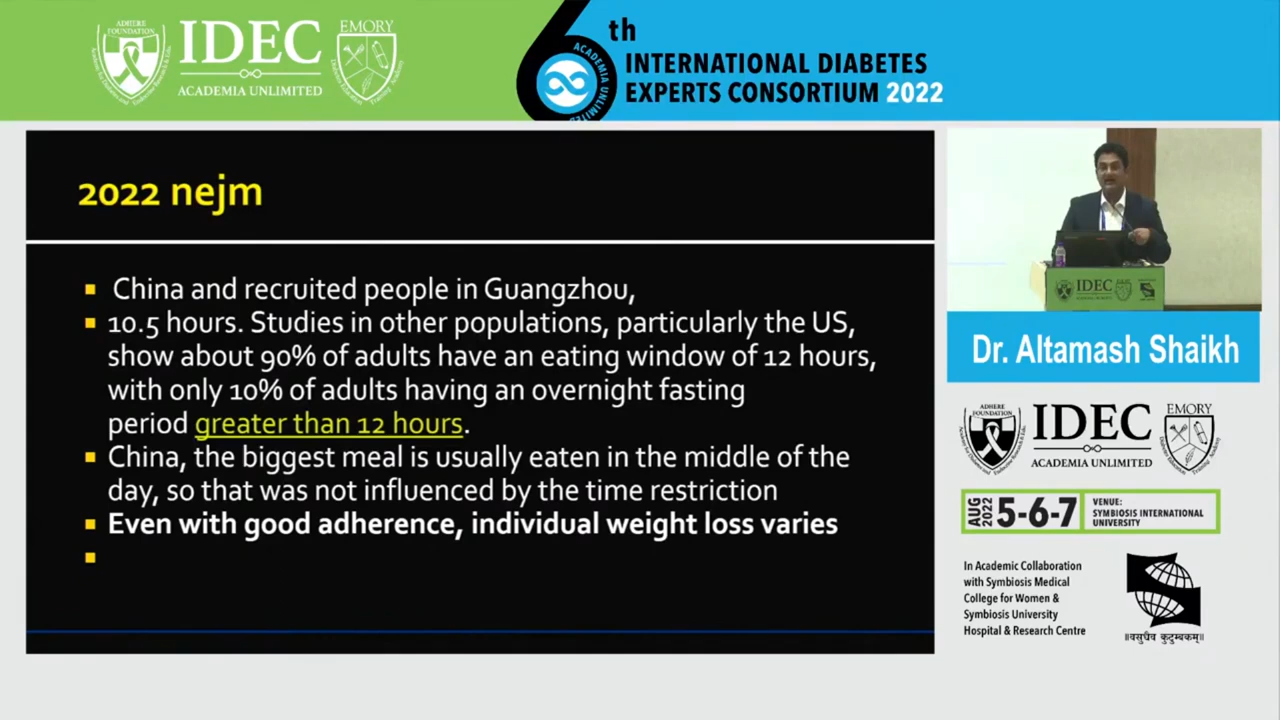 ADHERE
FOUNDATION
IDEC
ACADEMIA UNLIMITED
EMORY
6th
ACADEMIA UNLIMITED
INTERNATIONAL DIABETES
EXPERTS CONSORTIUM 2022
2022 nejm
China and recruited people in Guangzhou,
10.5 hours. Studies in other populations, particularly the US,
show about 90% of adults have an eating window of 12 hours,
with only 10% of adults having an overnight fasting
period greater than 12 hours.
China, the biggest meal is usually eaten in the middle of the
day, so that was not influenced by the time restriction
Even with good adherence, individual weight loss varies
IDEC
Dr. Altamash Shaikh
ADHERE
FOUNDATION
IDEC
ACADEMIA UNLIMITED
EMORY
AUG
2022
5-6-7
VENUE:
SYMBIOSIS INTERNATIONAL
UNIVERSITY
In Academic Collaboration
with Symbiosis Medical
College for Women &
Symbiosis University
Hospital & Research Centre
॥वसुधैव कुटुम्बकम्॥